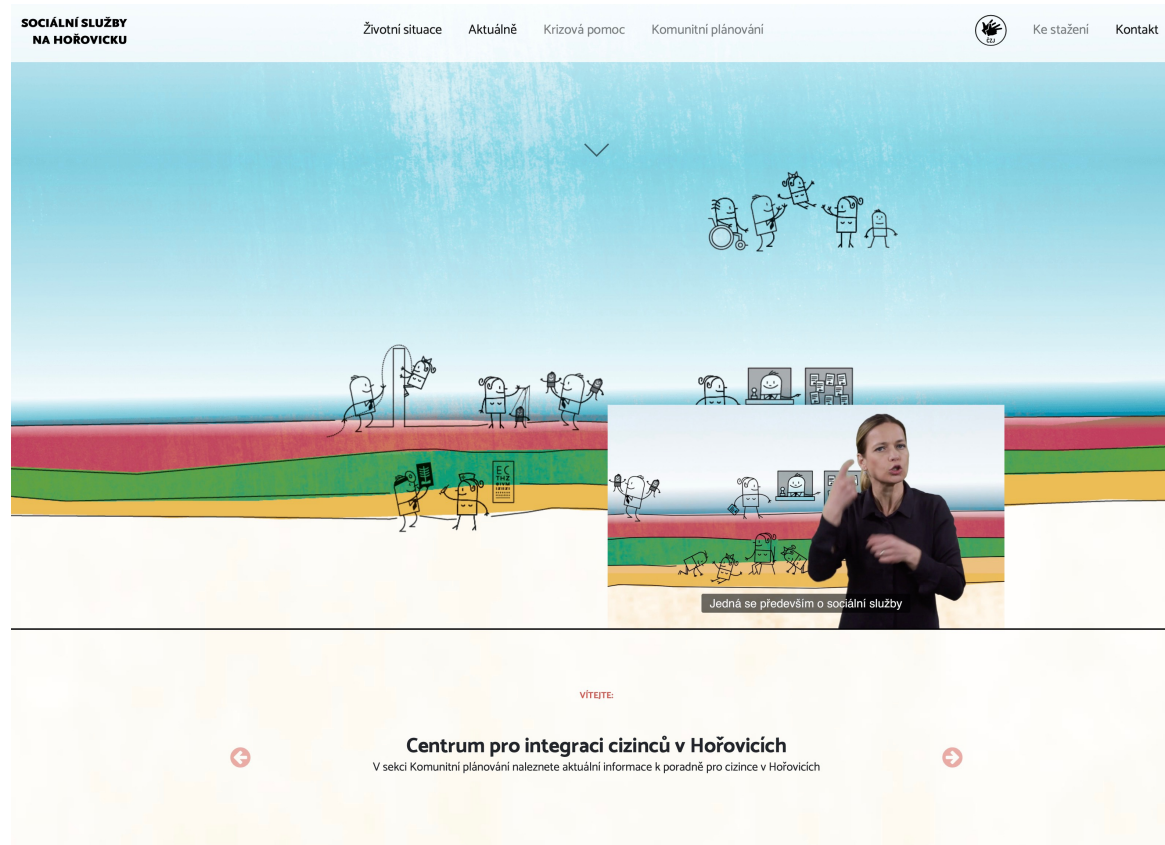 SOCIÁLNÍ SLUŽBY
NA HOŘOVICKU
Životní situace Aktuálně Krizová pomoc Komunitní plánování
ČZJ
Ke stažení Kontakt
EC
THZ
Jedná se především o sociální služby
VÍTEJTE:
Centrum pro integraci cizinců v Hořovicích
V sekci Komunitní plánování naleznete aktuální informace k poradně pro cizince v Hořovicích